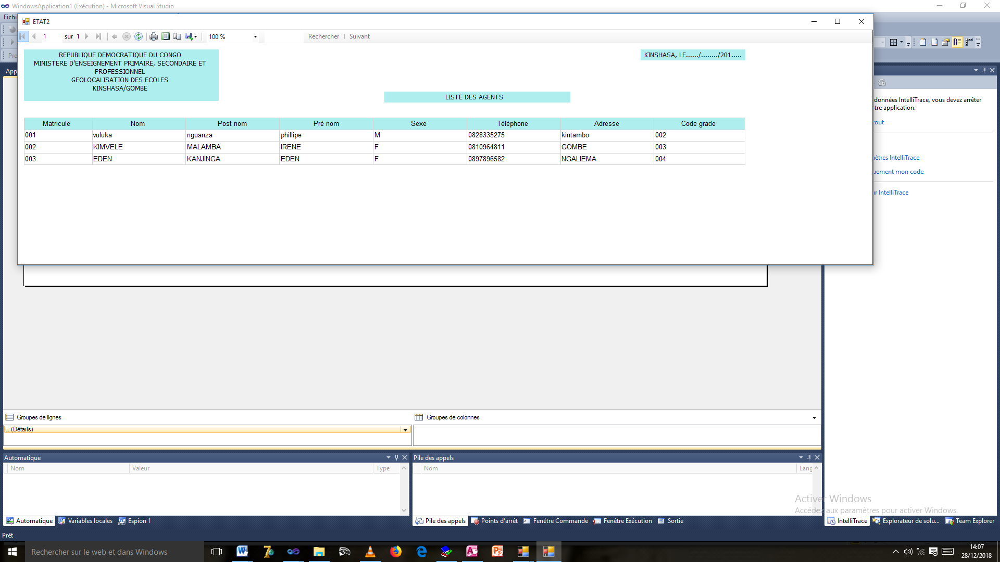 WindowsApplication1 (Exécution) - Microsoft Visual Studio
Fichi
ETAT2
1 sur 1 100 % Rechercher Suivant
Pro
App
REPUBLIQUE DEMOCRATIQUE DU CONGO
MINISTERE D'ENSEIGNEMENT PRIMAIRE, SECONDAIRE ET
PROFESSIONNEL
GEOLOCALISATION DES ECOLES
KINSHASA/GOMBE
KINSHASA, LE....../......../201.....
LISTE DES AGENTS
Matricule Nom Post nom Pré nom Sexe Téléphone Adresse Code grade
001 vuluka nguanza phillipe M 0828335275 kintambo 002
002 KIMVELE MALAMBA IRENE F 0810964811 GOMBE 003
003 EDEN KANJINGA EDEN F 0897896582 NGALIEMA 004
données IntelliTrace, vous devez arrêter
tre application.
out
ètres IntelliTrace
uement mon code
ur IntelliTrace
Groupes de lignes
Groupes de colonnes
(Détails)
Automatique
Nom Valeur Type
Pile des appels
Nom Lang
Activer Windows
Accédez aux paramètres pour activer Windows.
Automatique Variables locales Espion 1
Pile des appels Points d'arrêt Fenêtre Commande Fenêtre Exécution Sortie
IntelliTrace Explorateur de solu... Team Explorer
Prêt
Rechercher sur le web et dans Windows
14:07
28/12/2018